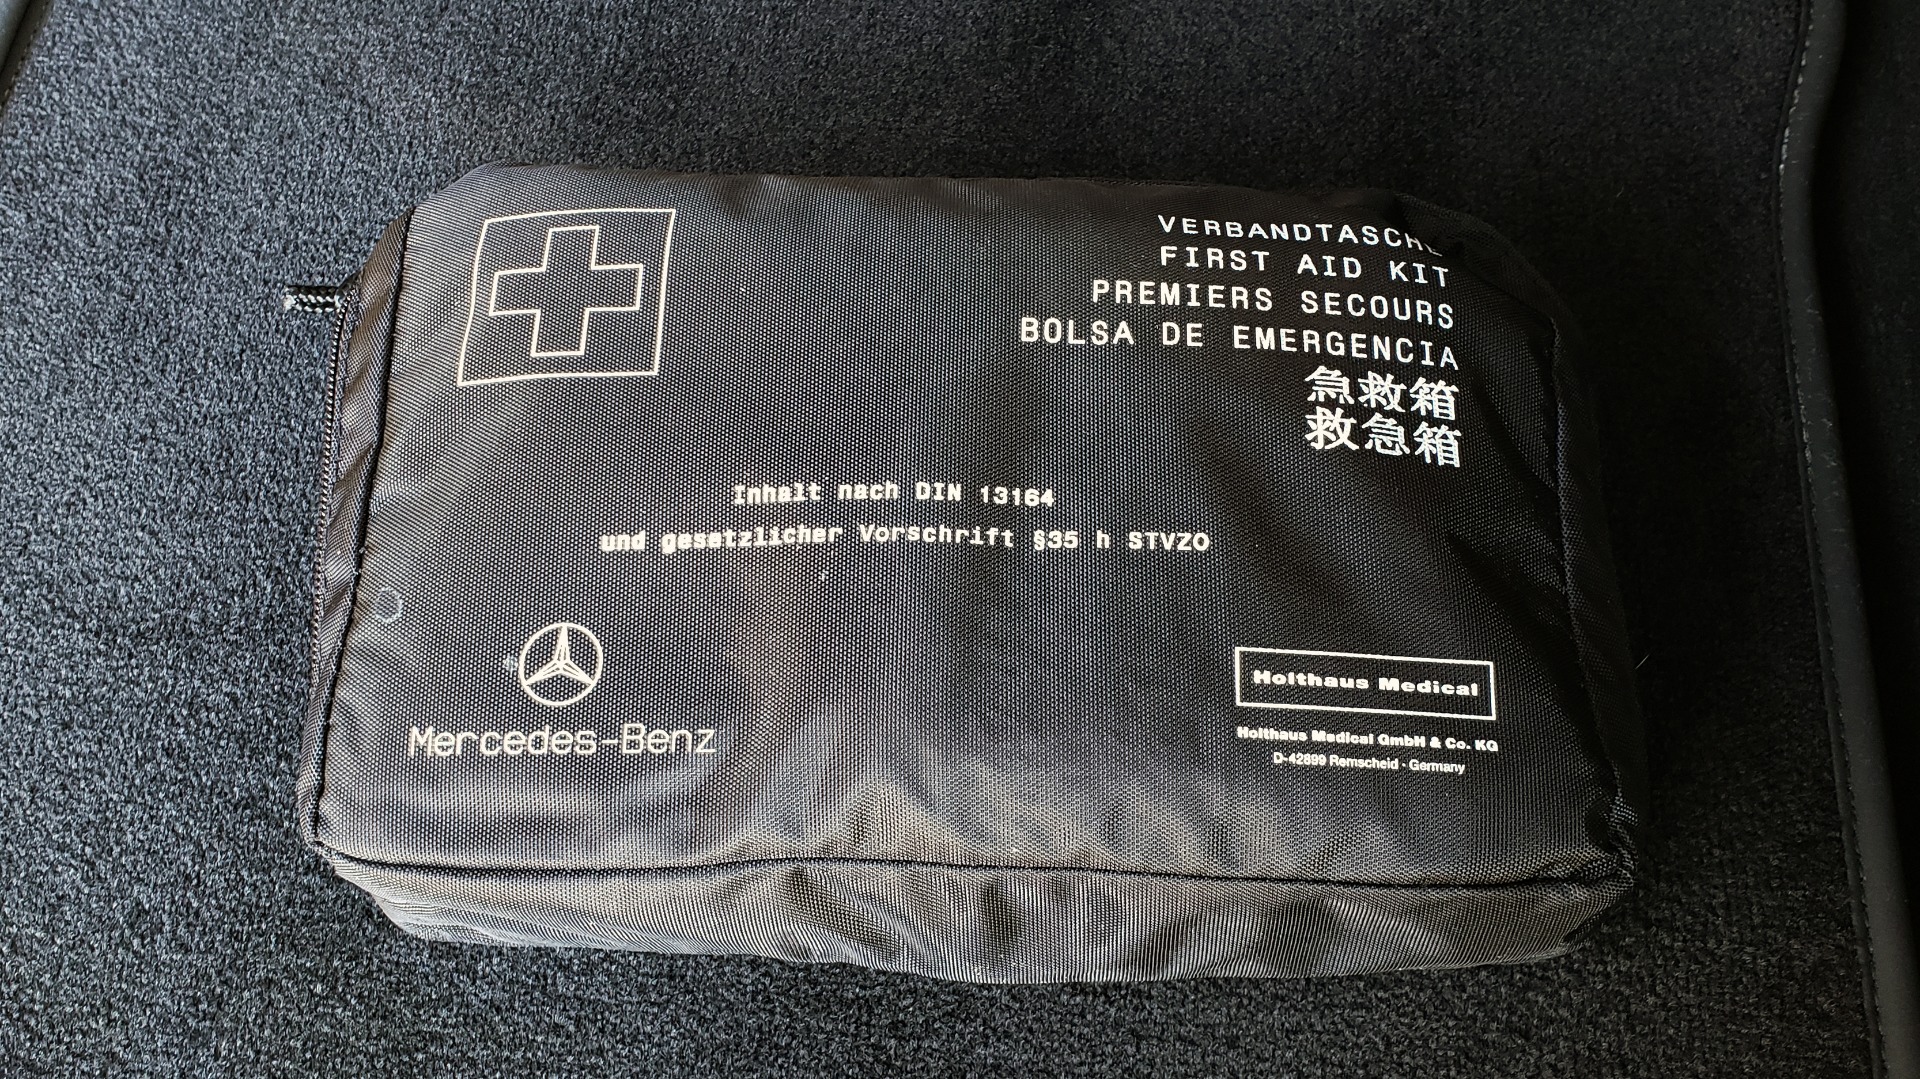 VERBANDTASCHE
FIRST AID KIT
PREMIERS SECOURS
BOLSA DE EMERGENCIA
急救箱
救急箱
Inhalt nach DIN 13164
und gesetzlicher Vorschrift §35 h STVZO
Mercedes-Benz
Holthaus Medical
Holthaus Medical GmbH & Co. KG
D-42899 Remscheid · Germany